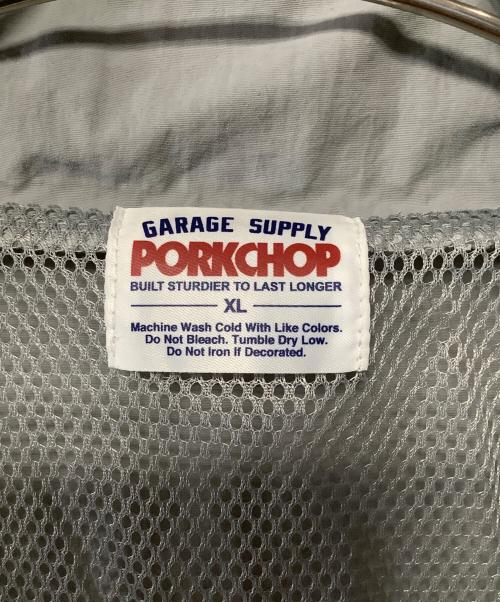 GARAGE SUPPLY
PORKCHOP
BUILT STURDIER TO LAST LONGER
XL
Machine Wash Cold With Like Colors.
Do Not Bleach. Tumble Dry Low.
Do Not Iron If Decorated.